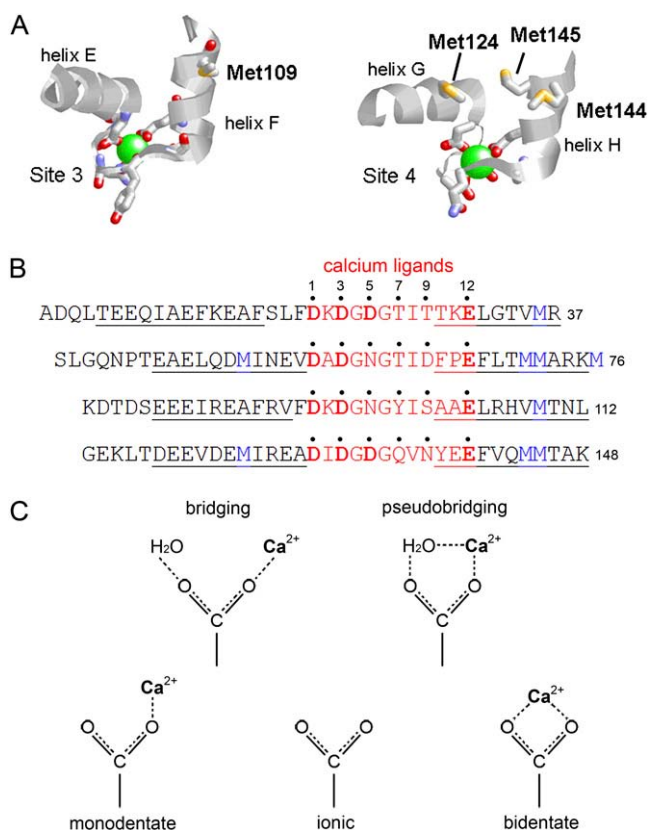 A
helix E
Met109
helix F
Site 3
Met124
Met145
helix G
Met144
helix H
Site 4
B
calcium ligands
1 3 5 7 9 12
ADQLTEEQIAEFKEAFSLFDKDGDGTITTKELGTVMR 37
SLGQNPTEAELQDMINEVDADGNGTIDFPEFLTMMARKM 76
KDTDSEEEIREAFRVFDKDGNGYISAAELRHVMTNL 112
GEKLTDEEVDEMIREADIDGDGQVNYEEFVQMMTAK 148
C
bridging
H₂O Ca²⁺
O O
C
pseudobridging
H₂O Ca²⁺
O O
C
Ca²⁺
O O
C
monodentate
O O
C
ionic
Ca²⁺
O O
C
bidentate